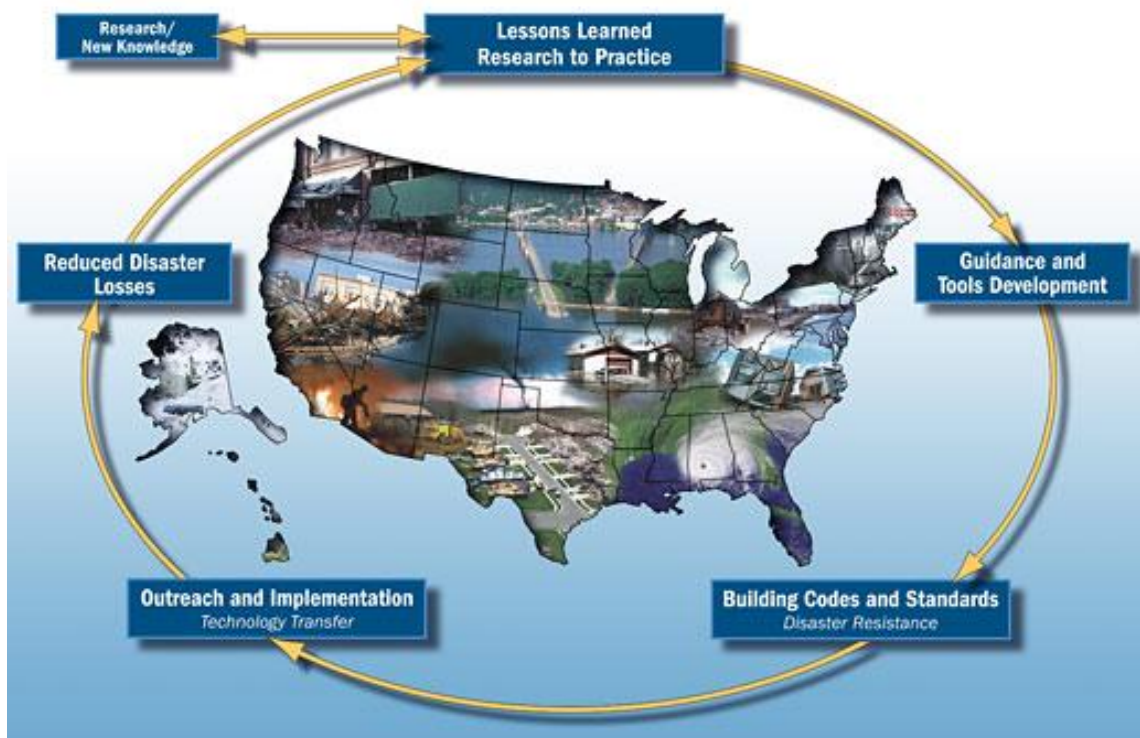 Research/
New Knowledge
Lessons Learned
Research to Practice
Reduced Disaster
Losses
Guidance and
Tools Development
Outreach and Implementation
Technology Transfer
Building Codes and Standards
Disaster Resistance